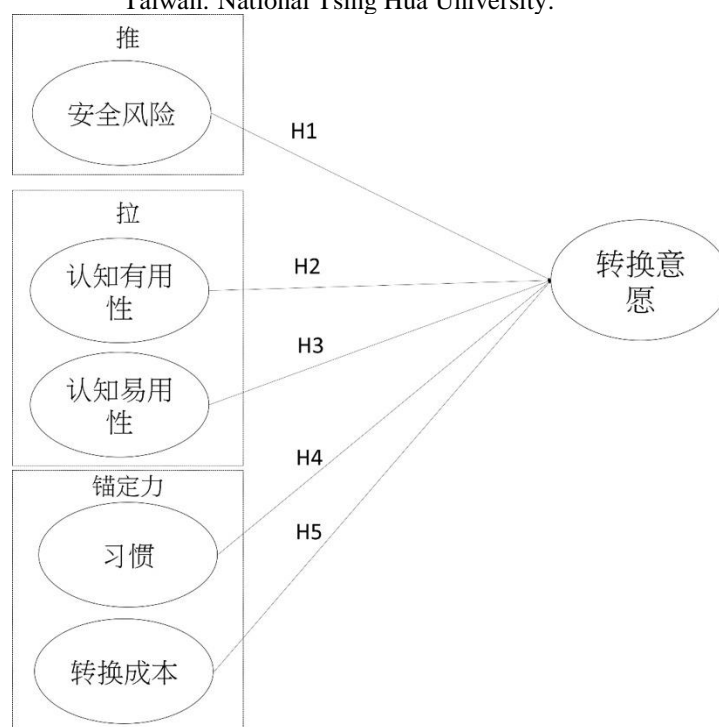 Taiwan: National Tsing Hua University.
推
安全风险
H1
拉
认知有用
性
H2
认知易用
性
H3
转换意
愿
锚定力
习惯
H4
转换成本
H5